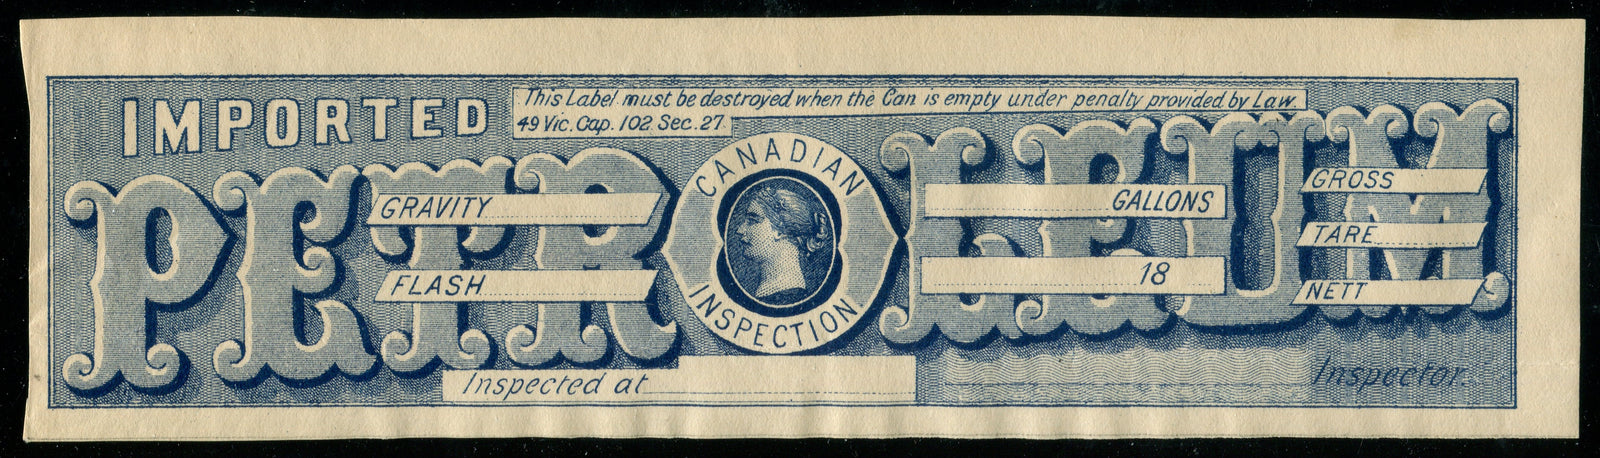 IMPORTED
This Label must be destroyed when the Can is empty under penalty provided by Law.
49 Vic. Cap. 102 Sec. 27
PETROLEUM
CANADIAN
INSPECTION
GRAVITY
FLASH
GALLONS
18
GROSS
TARE
NETT
Inspected at
Inspector.